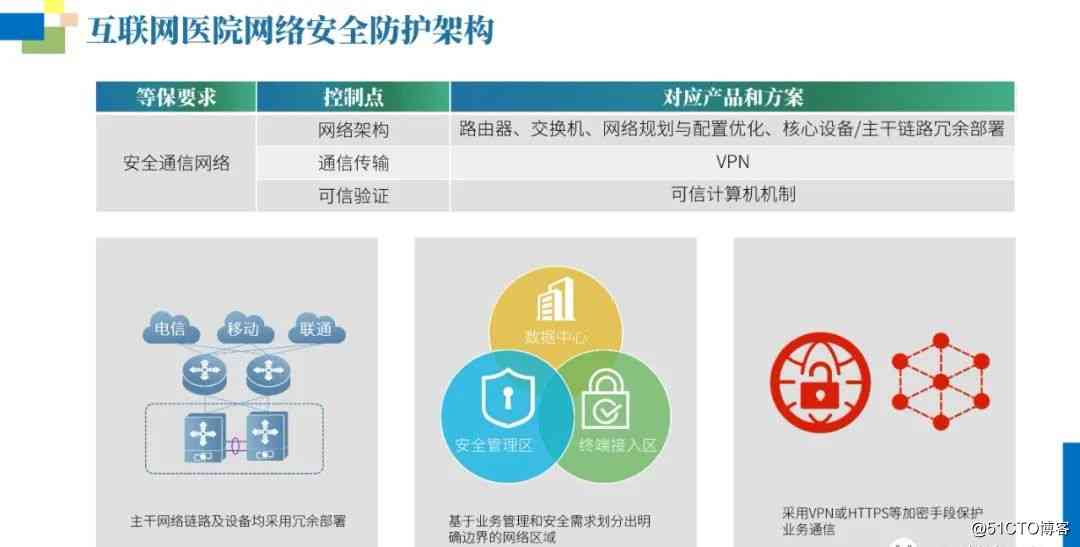 互联网医院网络安全防护架构
等保要求 控制点 对应产品和方案
网络架构 路由器、交换机、网络规划与配置优化、核心设备/主干链路冗余部署
安全通信网络 通信传输 VPN
可信验证 可信计算机机制
电信 移动 联通
数据中心
安全管理区 终端接入区
主干网络链路及设备均采用冗余部署
基于业务管理和安全需求划分出明
确边界的网络区域
采用VPN或HTTPS等加密手段保护
业务通信
@51CTO博客